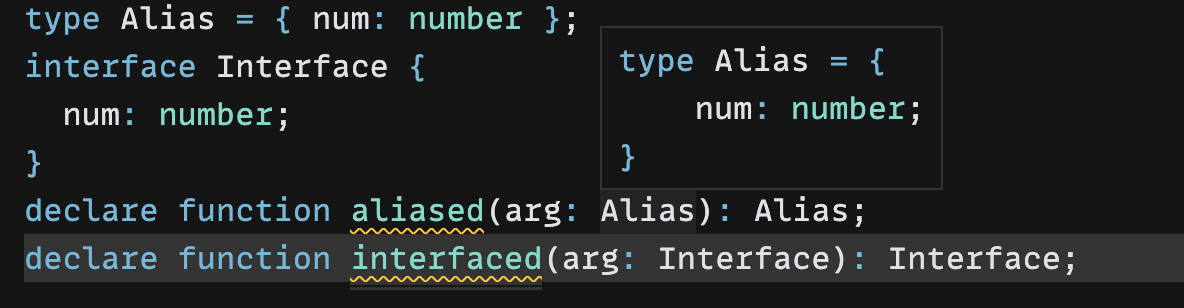 type Alias = { num: number };
interface Interface {
  num: number;
}
declare function aliased(arg: Alias): Alias;
declare function interfaced(arg: Interface): Interface;
type Alias = {
    num: number;
}